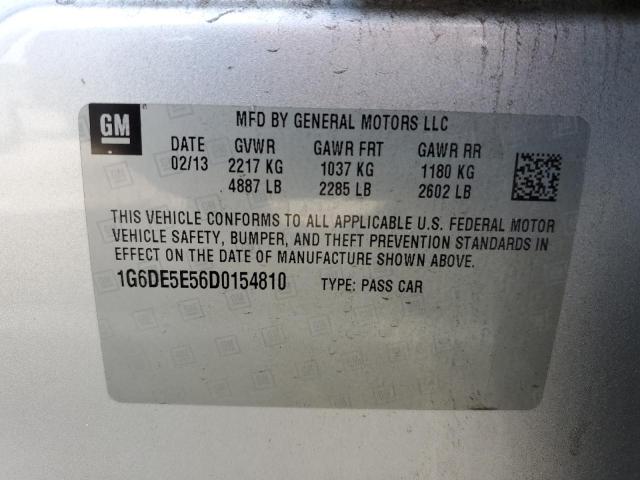 GM
MFD BY GENERAL MOTORS LLC
DATE GVWR GAWR FRT GAWR RR
02/13 2217 KG 1037 KG 1180 KG
4887 LB 2285 LB 2602 LB
THIS VEHICLE CONFORMS TO ALL APPLICABLE U.S. FEDERAL MOTOR
VEHICLE SAFETY, BUMPER, AND THEFT PREVENTION STANDARDS IN
EFFECT ON THE DATE OF MANUFACTURE SHOWN ABOVE.
1G6DE5E56D0154810 TYPE: PASS CAR